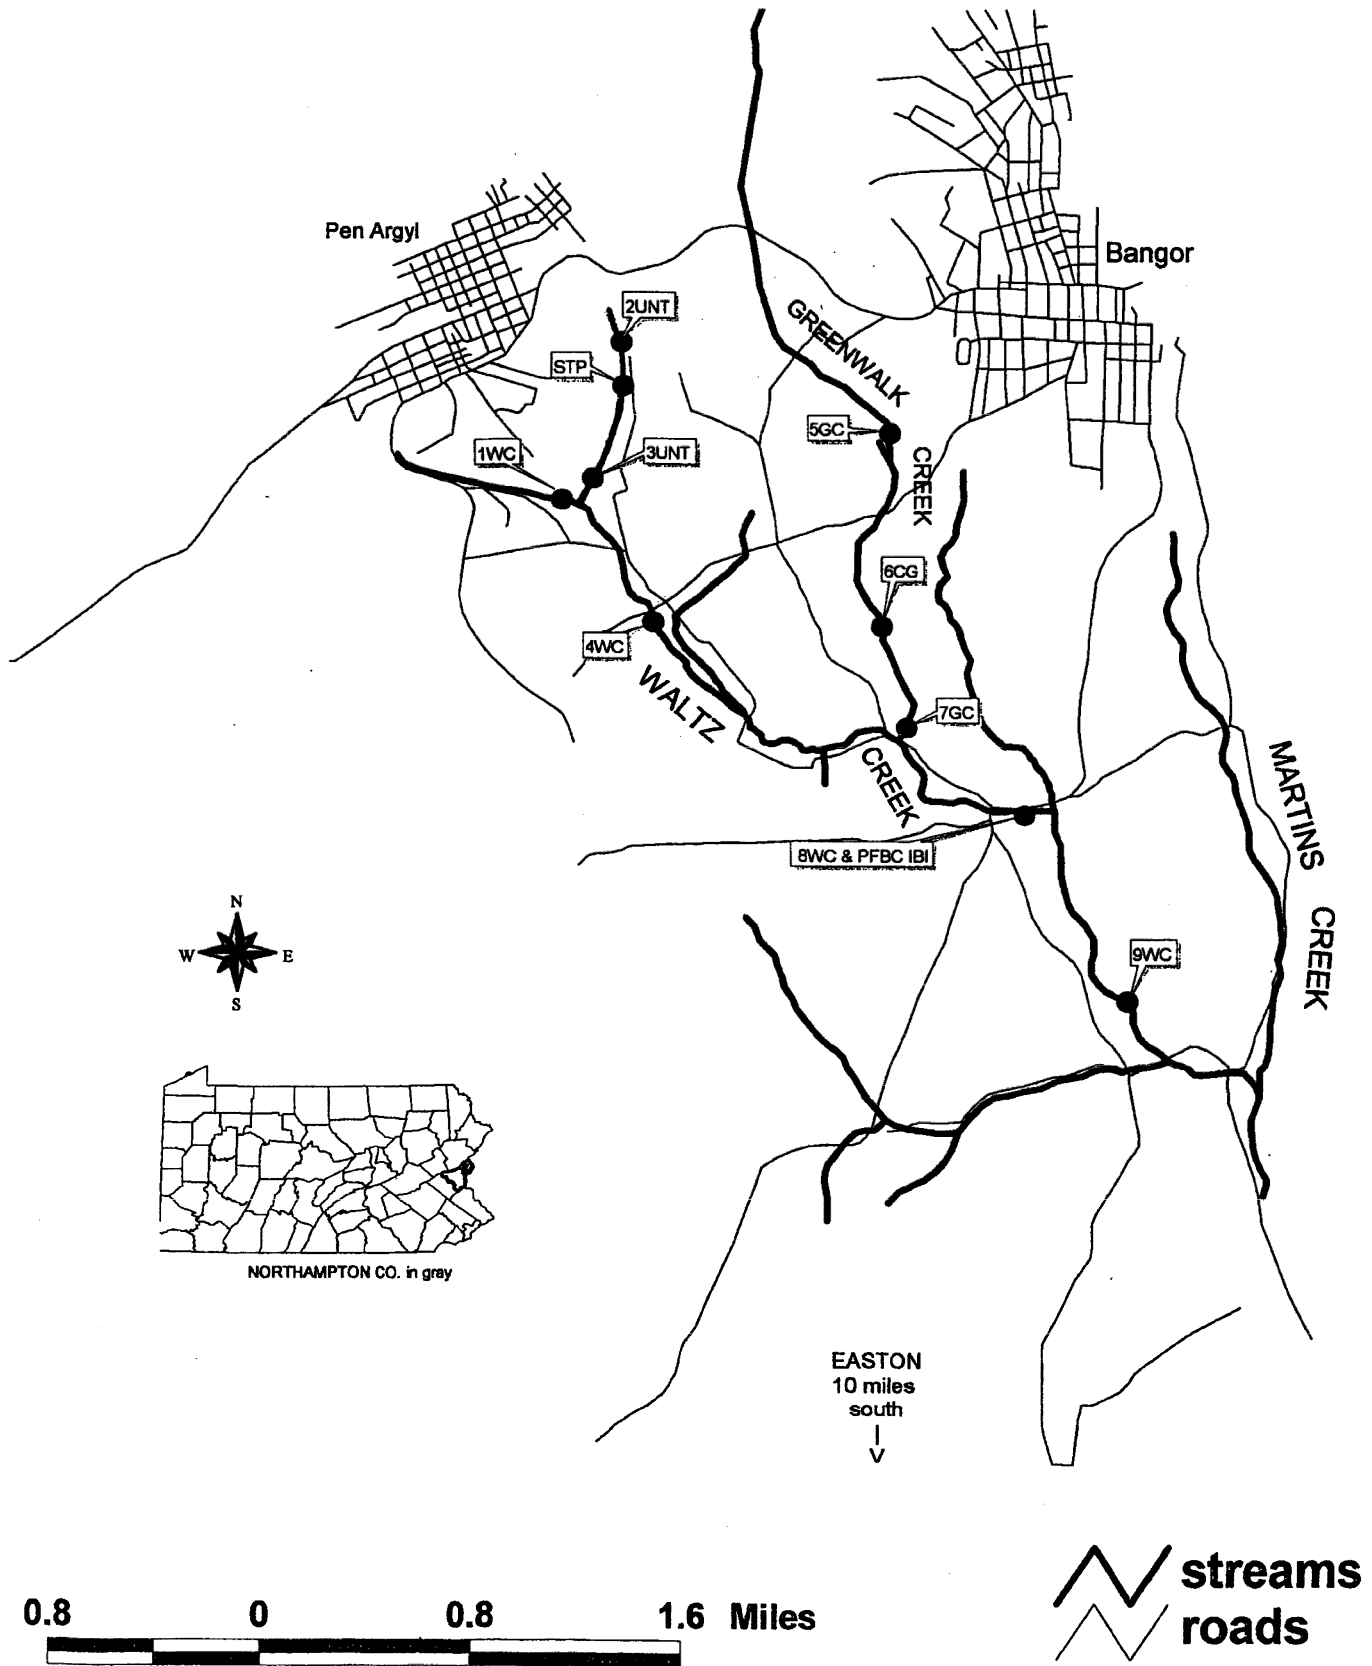 Pen Argyl
Bangor
2UNT
GREENWALK
STP
5GC
1WC
3UNT
CREEK
6CG
4WC
WALTZ
7GC
CREEK
MARTINS
8WC & PFBC IBI
CREEK
N
W E
S
9WC
NORTHAMPTON CO. in gray
EASTON
10 miles
south
streams
roads
0.8 0 0.8 1.6 Miles